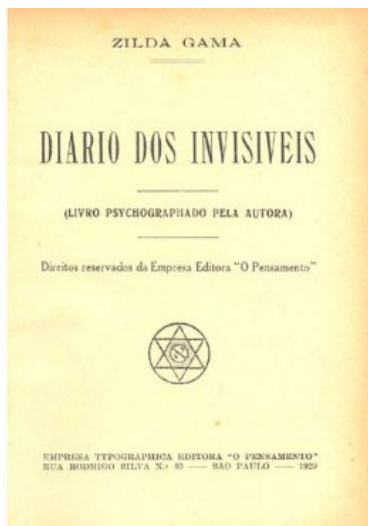 ZILDA GAMA
DIARIO DOS INVISIVEIS
(LIVRO PSYCHOGRAPHADO PELA AUTORA)
Direitos reservados da Empresa Editora "O Pensamento"
EMPRESA TYPOGRAPHICA EDITORA "O PENSAMENTO"
RUA RODRIGO SILVA N.º 40 —— SÃO PAULO —— 1929